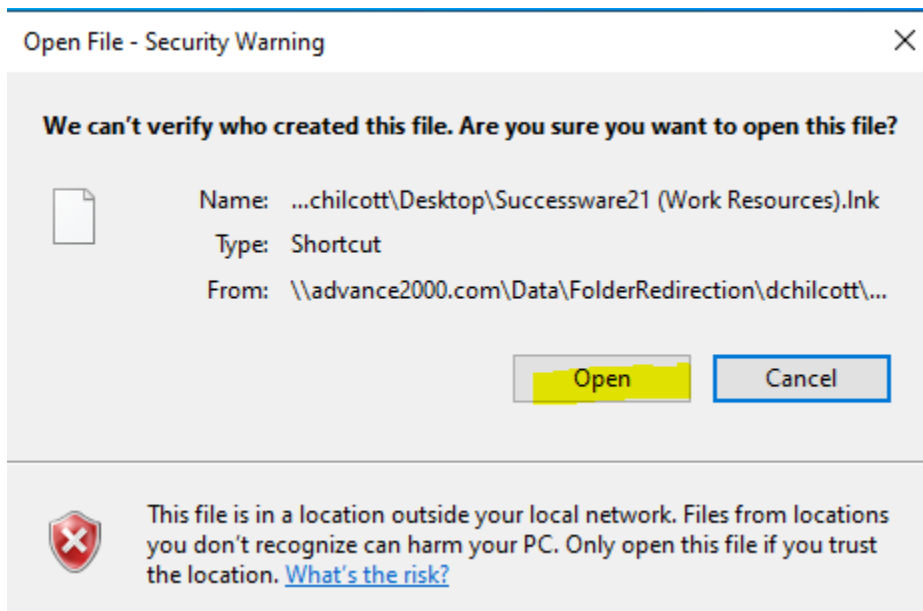 Open File - Security Warning
We can't verify who created this file. Are you sure you want to open this file?
Name: ...chilcott\Desktop\Successware21 (Work Resources).lnk
Type: Shortcut
From: \\advance2000.com\Data\FolderRedirection\dchilcott\...
Open Cancel
This file is in a location outside your local network. Files from locations
you don't recognize can harm your PC. Only open this file if you trust
the location. What's the risk?